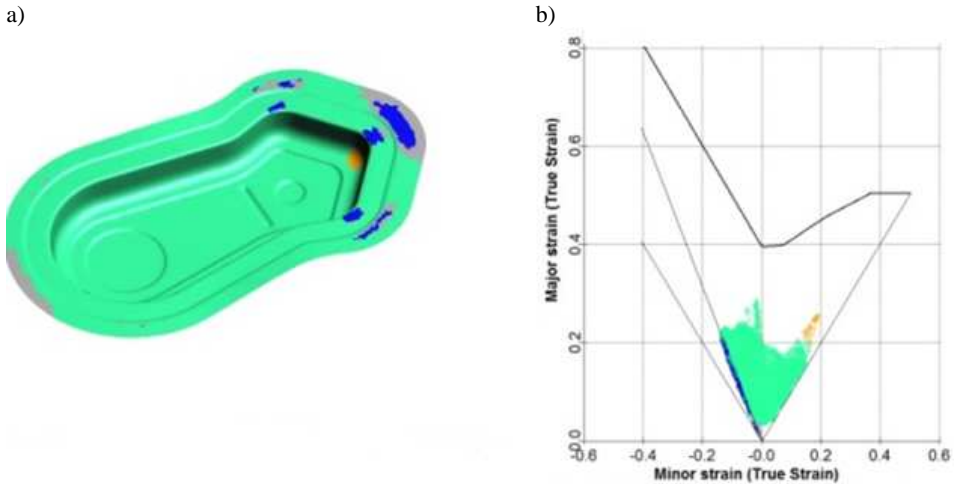 a)
b)
0.8
0.6
0.4
0.2
0.0
-0.6 -0.4 -0.2 -0.0 0.2 0.4 0.6
Major strain (True Strain)
Minor strain (True Strain)